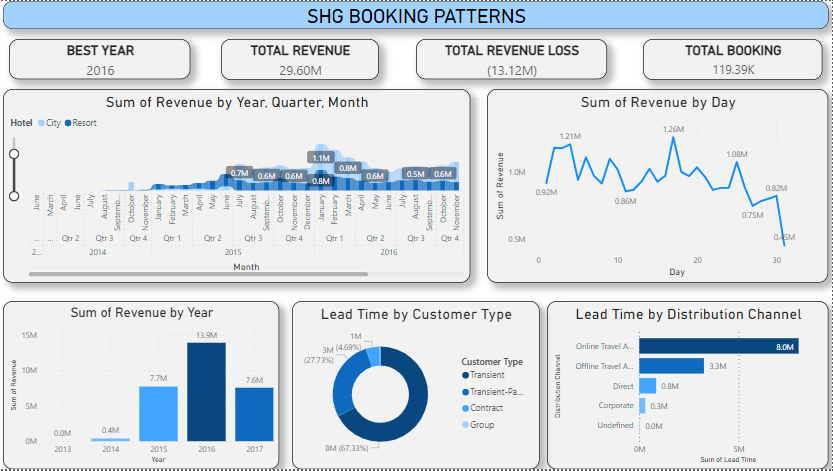 SHG BOOKING PATTERNS
BEST YEAR
2016
TOTAL REVENUE
29.60M
TOTAL REVENUE LOSS
(13.12M)
TOTAL BOOKING
119.39K
Sum of Revenue by Year, Quarter, Month
Hotel City Resort
1.1M
0.8M
0.7M 0.6M 0.6M 0.8M 0.6M 0.5M 0.6M
June March April June July August Septemb... October November January February March April May June July August Septemb... October November December January February March April May June July August Septemb... October November
... ... Qtr 2 Qtr 3 Qtr 4 Qtr 1 Qtr 2 Qtr 3 Qtr 4 Qtr 1 Qtr 2 Qtr 3 Qtr 4
2... 2014 2015 2016
Month
Sum of Revenue by Day
Sum of Revenue
1.0M
0.5M
1.26M
1.21M
1.08M
0.92M
0.86M
0.82M
0.75M
0.45M
0 10 20 30
Day
Sum of Revenue by Year
Sum of Revenue
15M
10M
5M
0M
0.0M
0.4M
7.7M
13.9M
7.6M
2013 2014 2015 2016 2017
Year
Lead Time by Customer Type
1M
(4.69%)
3M
(27.73%)
8M (67.33%)
Customer Type
Transient
Transient-Pa...
Contract
Group
Lead Time by Distribution Channel
Distribution Channel
Online Travel A... 8.0M
Offline Travel A... 3.3M
Direct 0.8M
Corporate 0.3M
Undefined 0.0M
0M 5M
Sum of Lead Time